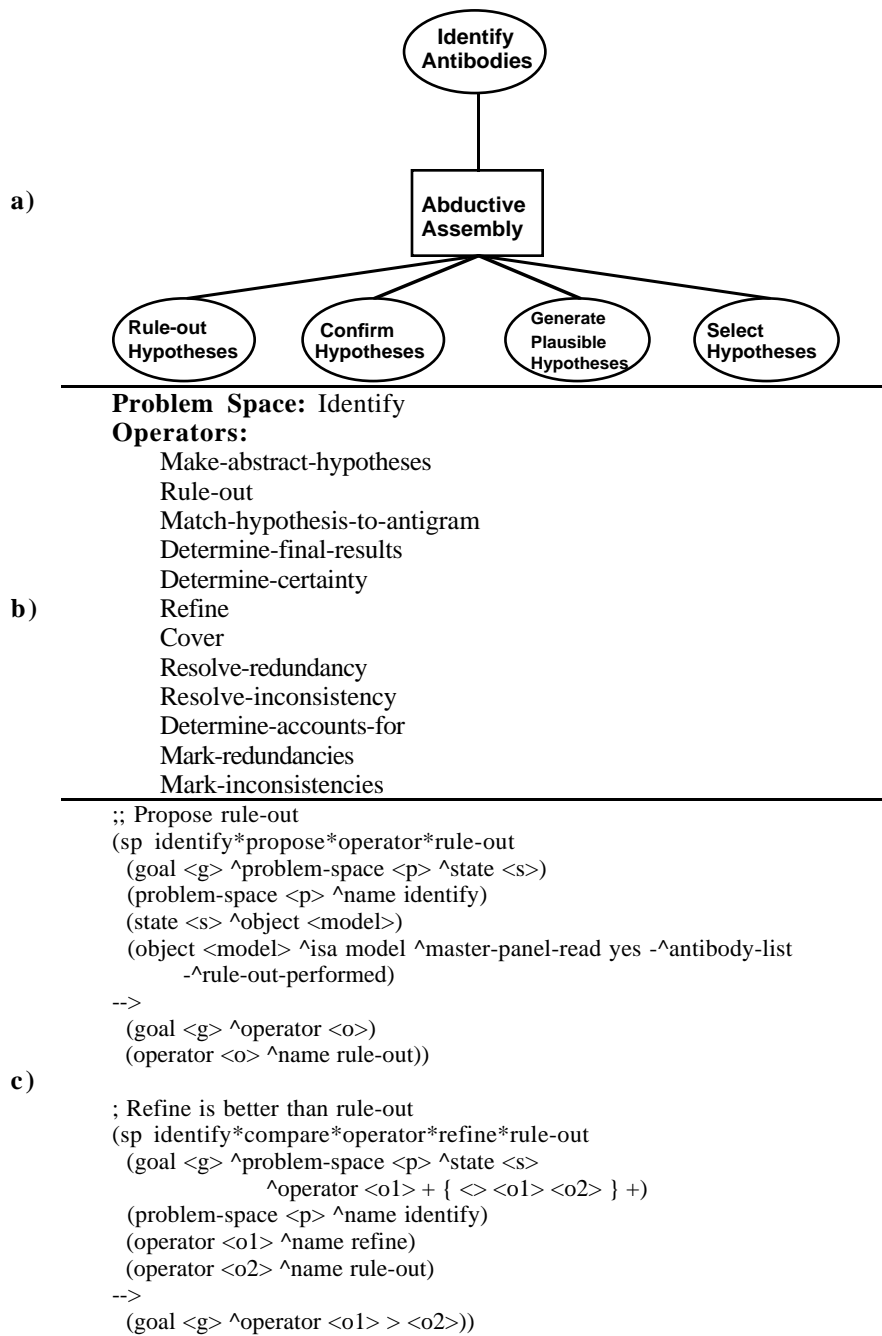 Identify
Antibodies
a)
Abductive
Assembly
Rule-out
Hypotheses
Confirm
Hypotheses
Generate
Plausible
Hypotheses
Select
Hypotheses
Problem Space: Identify
Operators:
Make-abstract-hypotheses
Rule-out
Match-hypothesis-to-antigram
Determine-final-results
Determine-certainty
b)
Refine
Cover
Resolve-redundancy
Resolve-inconsistency
Determine-accounts-for
Mark-redundancies
Mark-inconsistencies
;; Propose rule-out
(sp identify*propose*operator*rule-out
(goal <g> ^problem-space <p> ^state <s>)
(problem-space <p> ^name identify)
(state <s> ^object <model>)
(object <model> ^isa model ^master-panel-read yes -^antibody-list
-^rule-out-performed)
-->
(goal <g> ^operator <o>)
(operator <o> ^name rule-out))
c)
; Refine is better than rule-out
(sp identify*compare*operator*refine*rule-out
(goal <g> ^problem-space <p> ^state <s>
^operator <o1> + { <> <o1> <o2> } +)
(problem-space <p> ^name identify)
(operator <o1> ^name refine)
(operator <o2> ^name rule-out)
-->
(goal <g> ^operator <o1> > <o2>))